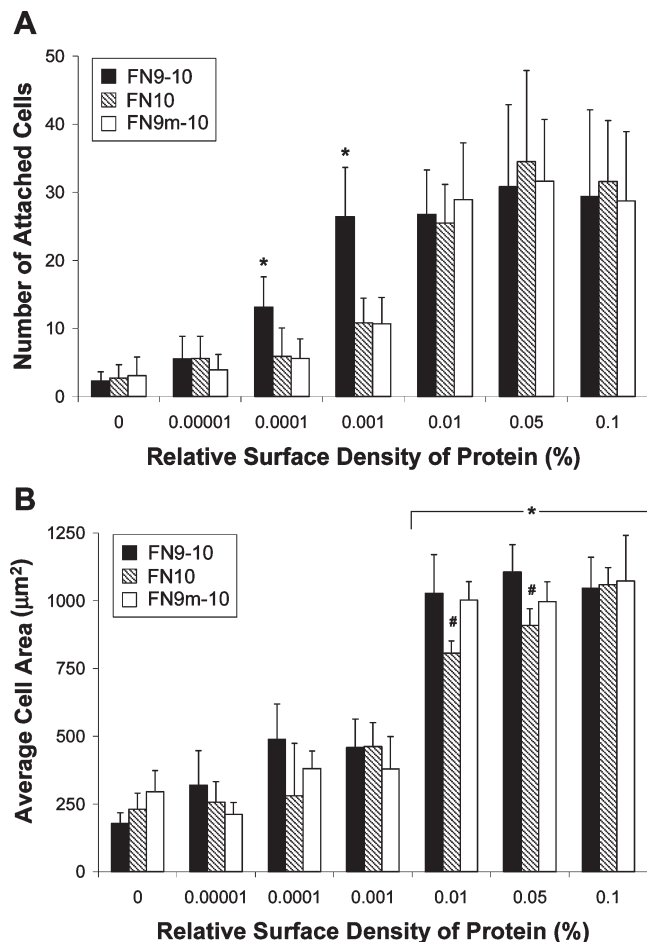 A
50
40
30
20
10
0
Number of Attached Cells
FN9-10
FN10
FN9m-10
*
*
0 0.00001 0.0001 0.001 0.01 0.05 0.1
Relative Surface Density of Protein (%)
B
1250
1000
750
500
250
0
Average Cell Area (μm²)
FN9-10
FN10
FN9m-10
*
#
#
0 0.00001 0.0001 0.001 0.01 0.05 0.1
Relative Surface Density of Protein (%)